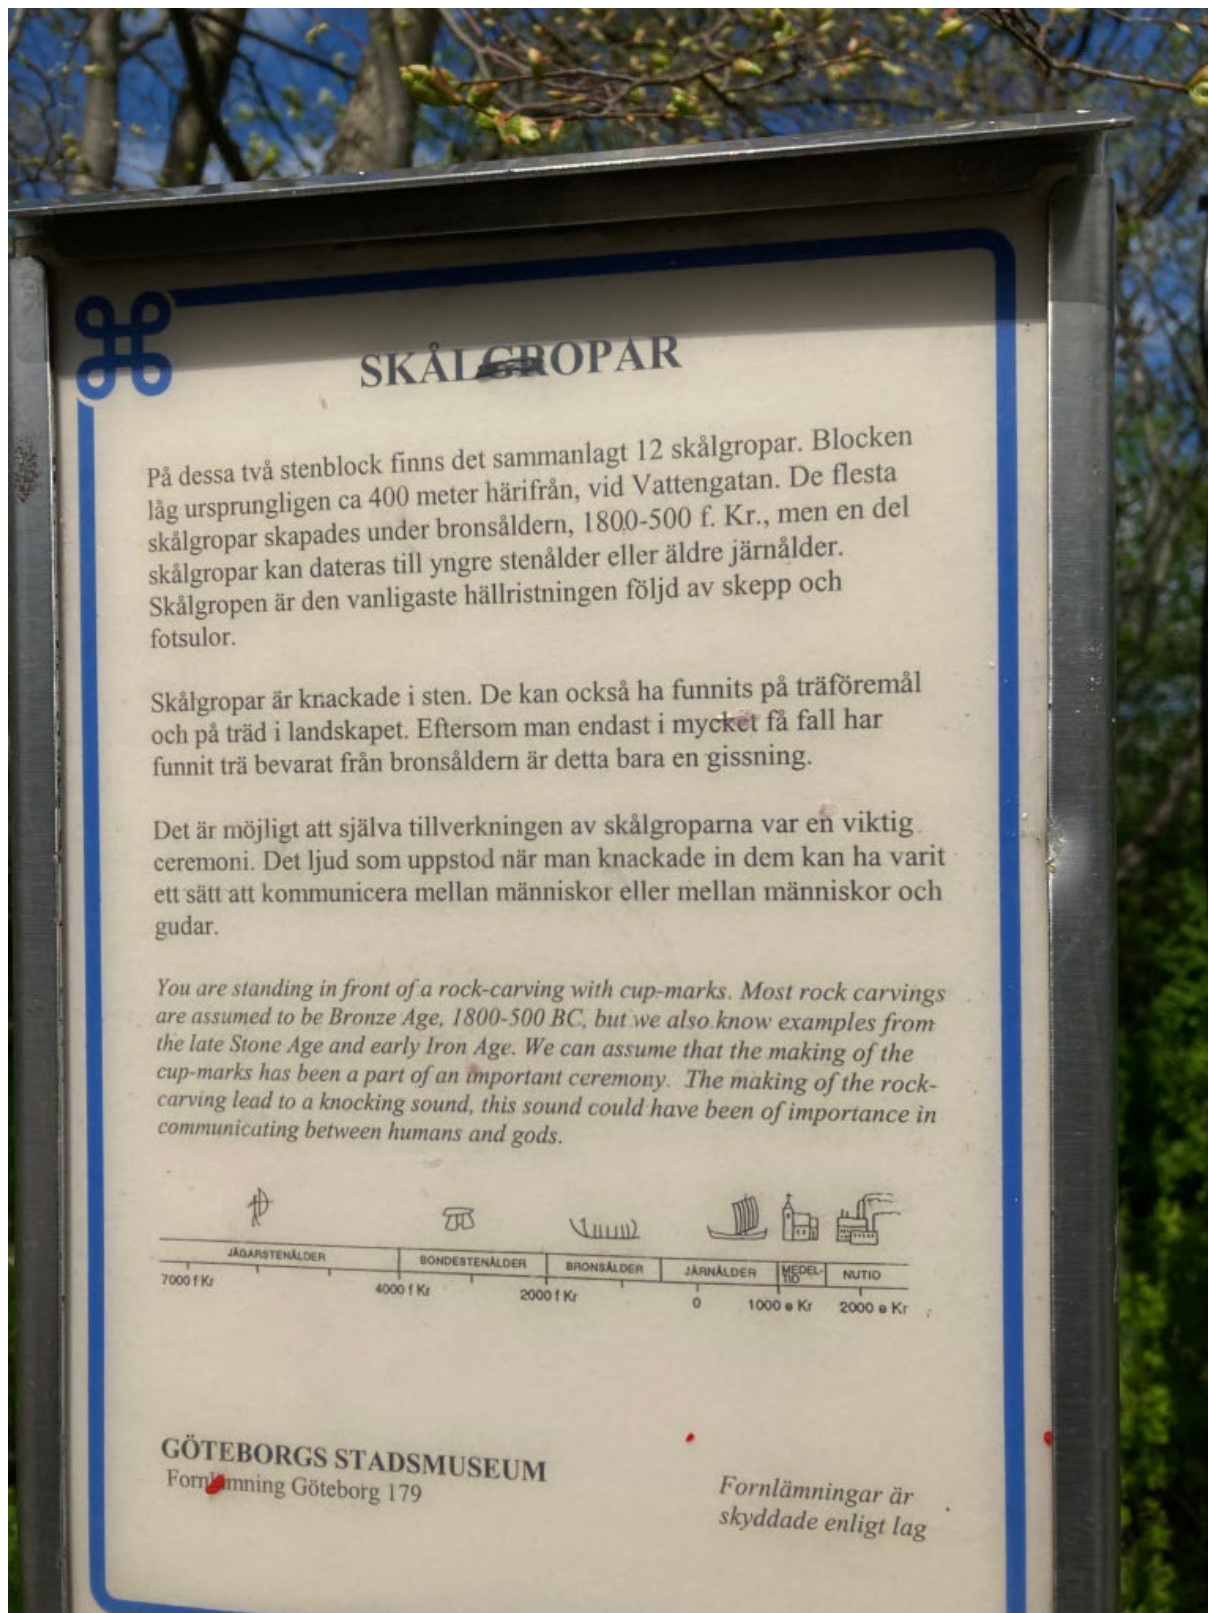 SKÅLGROPAR
På dessa två stenblock finns det sammanlagt 12 skålgropar. Blocken
låg ursprungligen ca 400 meter härifrån, vid Vattengatan. De flesta
skålgropar skapades under bronsåldern, 1800-500 f. Kr., men en del
skålgropar kan dateras till yngre stenålder eller äldre järnålder.
Skålgropen är den vanligaste hällristningen följd av skepp och
fotsulor.
Skålgropar är knackade i sten. De kan också ha funnits på träföremål
och på träd i landskapet. Eftersom man endast i mycket få fall har
funnit trä bevarat från bronsåldern är detta bara en gissning.
Det är möjligt att själva tillverkningen av skålgroparna var en viktig
ceremoni. Det ljud som uppstod när man knackade in dem kan ha varit
ett sätt att kommunicera mellan människor eller mellan människor och
gudar.
You are standing in front of a rock-carving with cup-marks. Most rock carvings
are assumed to be Bronze Age, 1800-500 BC, but we also know examples from
the late Stone Age and early Iron Age. We can assume that the making of the
cup-marks has been a part of an important ceremony. The making of the rock-
carving lead to a knocking sound, this sound could have been of importance in
communicating between humans and gods.
JÄGARSTENÅLDER BONDESTENÅLDER BRONSÅLDER JÄRNÅLDER MEDEL- NUTID
TID
7000 f Kr 4000 f Kr 2000 f Kr 0 1000 e Kr 2000 e Kr
GÖTEBORGS STADSMUSEUM
Fornlämning Göteborg 179
Fornlämningar är
skyddade enligt lag